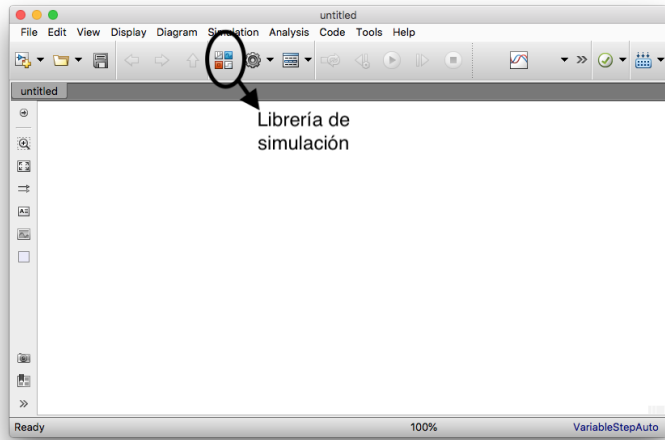 untitled
File Edit View Display Diagram Simulation Analysis Code Tools Help
untitled
Librería de
simulación
Ready 100% VariableStepAuto